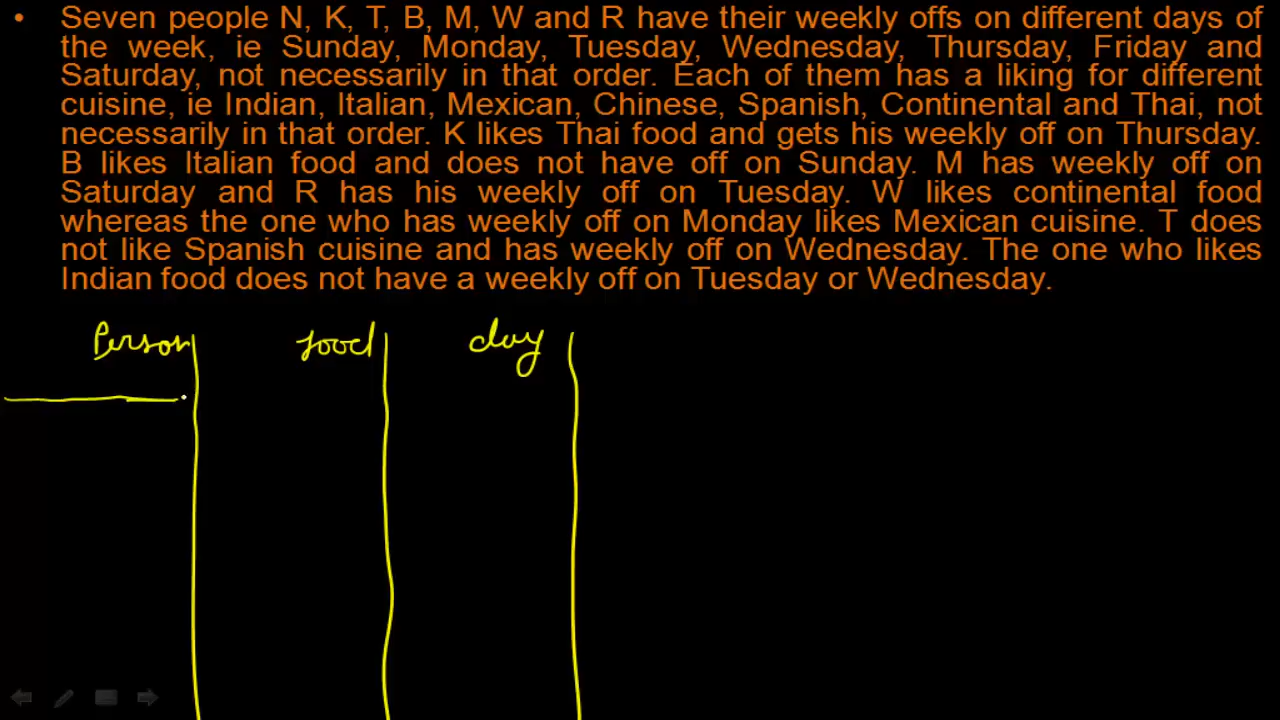 • Seven people N, K, T, B, M, W and R have their weekly offs on different days of
the week, ie Sunday, Monday, Tuesday, Wednesday, Thursday, Friday and
Saturday, not necessarily in that order. Each of them has a liking for different
cuisine, ie Indian, Italian, Mexican, Chinese, Spanish, Continental and Thai, not
necessarily in that order. K likes Thai food and gets his weekly off on Thursday.
B likes Italian food and does not have off on Sunday. M has weekly off on
Saturday and R has his weekly off on Tuesday. W likes continental food
whereas the one who has weekly off on Monday likes Mexican cuisine. T does
not like Spanish cuisine and has weekly off on Wednesday. The one who likes
Indian food does not have a weekly off on Tuesday or Wednesday.
Person food day